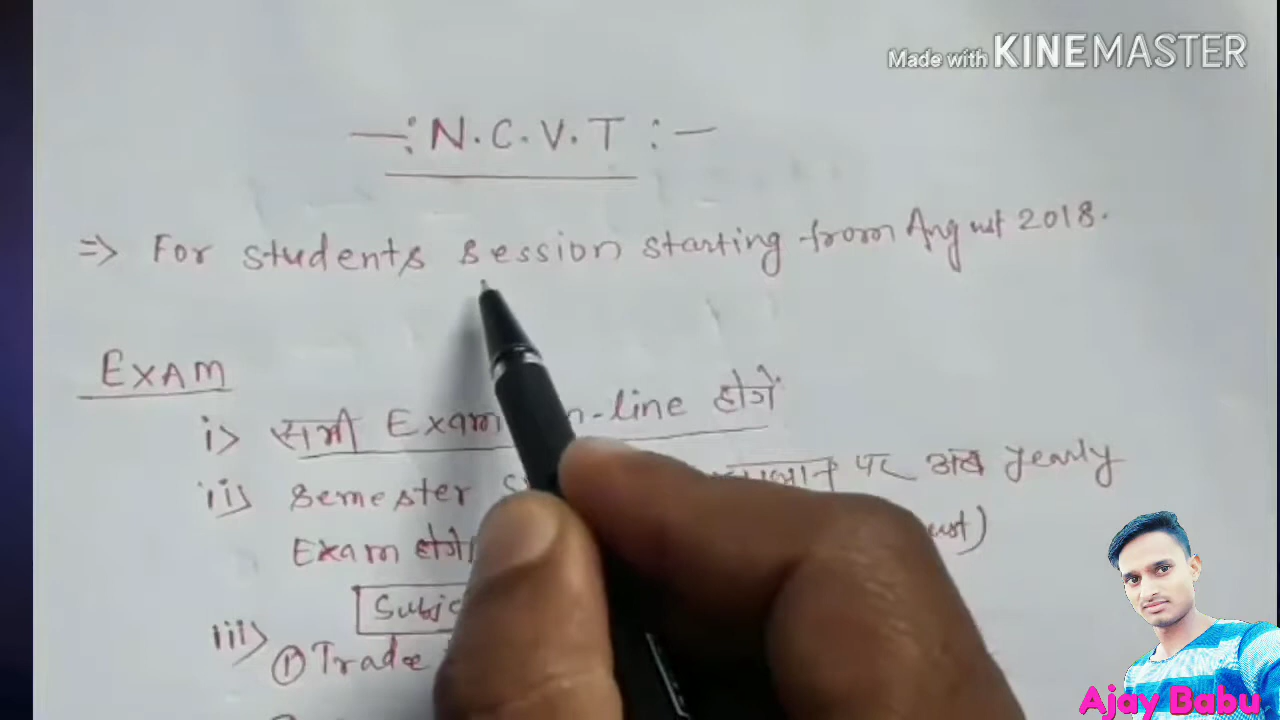 Made with KINEMASTER
—: N.C.V.T :—
=> For students session starting from August 2018.
EXAM
i> सभी Exam -line होगें
ii> Semester के स्थान पर अब yearly
Exam होगें
iii>
① Trade
Ajay Babu